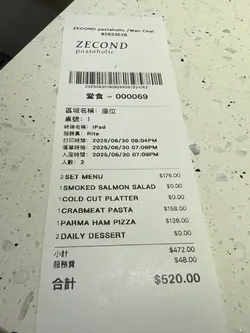 ZECOND pastaholic /Wan Chai
92633526
ZECOND
pastaholic
堂食 - 000069
區域名稱: 座位
桌號: 1
終端名稱: iPad
服務員: Rita
打印時間: 2025/06/30 08:04PM
落單時間: 2025/06/30 07:09PM
入座時間: 2025/06/30 07:09PM
人數: 2
2 SET MENU $176.00
1 SMOKED SALMON SALAD $0.00
1 COLD CUT PLATTER $0.00
1 CRABMEAT PASTA $158.00
1 PARMA HAM PIZZA $138.00
2 DAILY DESSERT $0.00
小計 $472.00
服務費 $48.00
合計 $520.00